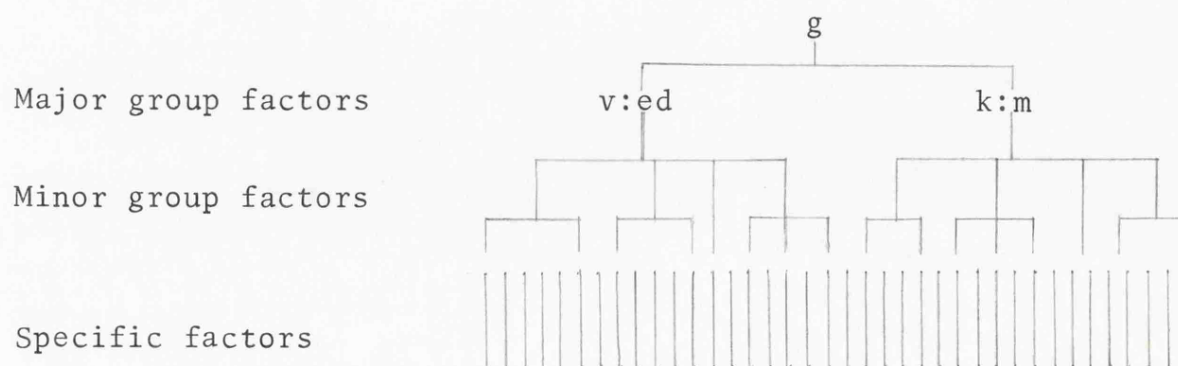 g
Major group factors v:ed k:m
Minor group factors
Specific factors